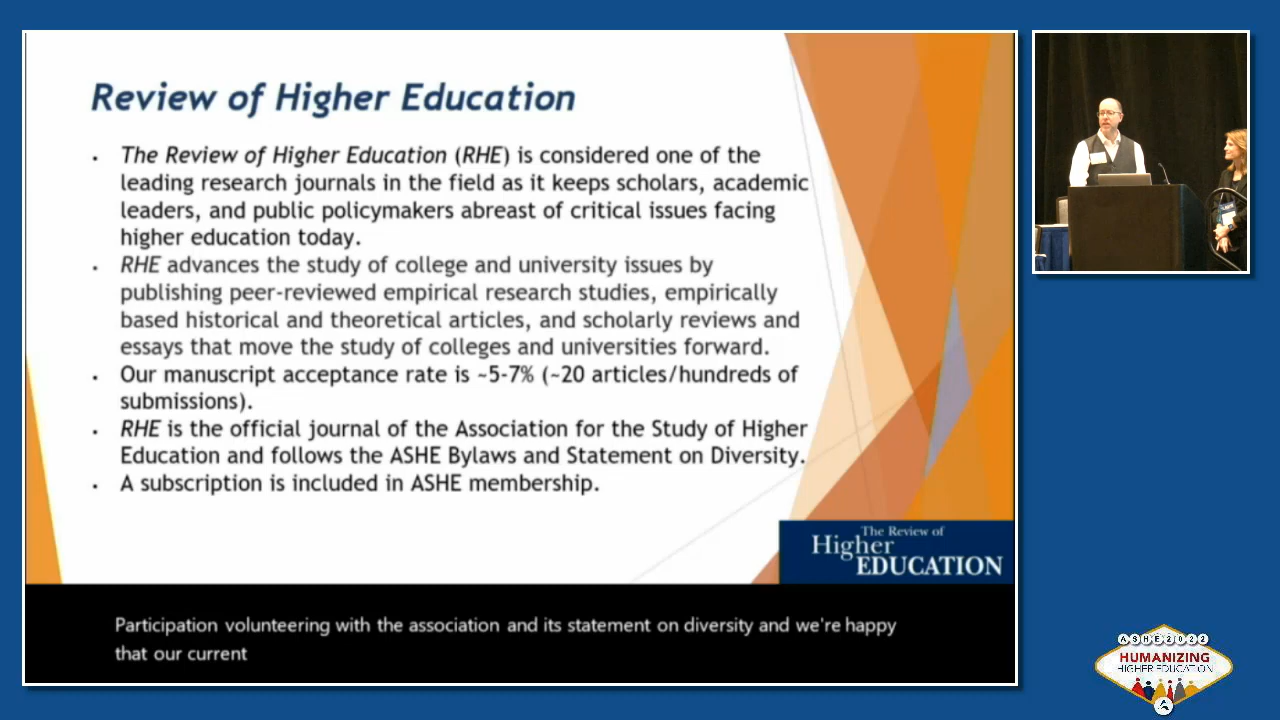 Review of Higher Education
The Review of Higher Education (RHE) is considered one of the
leading research journals in the field as it keeps scholars, academic
leaders, and public policymakers abreast of critical issues facing
higher education today.
RHE advances the study of college and university issues by
publishing peer-reviewed empirical research studies, empirically
based historical and theoretical articles, and scholarly reviews and
essays that move the study of colleges and universities forward.
Our manuscript acceptance rate is ~5-7% (~20 articles/hundreds of
submissions).
RHE is the official journal of the Association for the Study of Higher
Education and follows the ASHE Bylaws and Statement on Diversity.
A subscription is included in ASHE membership.
The Review of
Higher
EDUCATION
Participation volunteering with the association and its statement on diversity and we're happy
that our current
ASHE2022
HUMANIZING
HIGHER EDUCATION
A